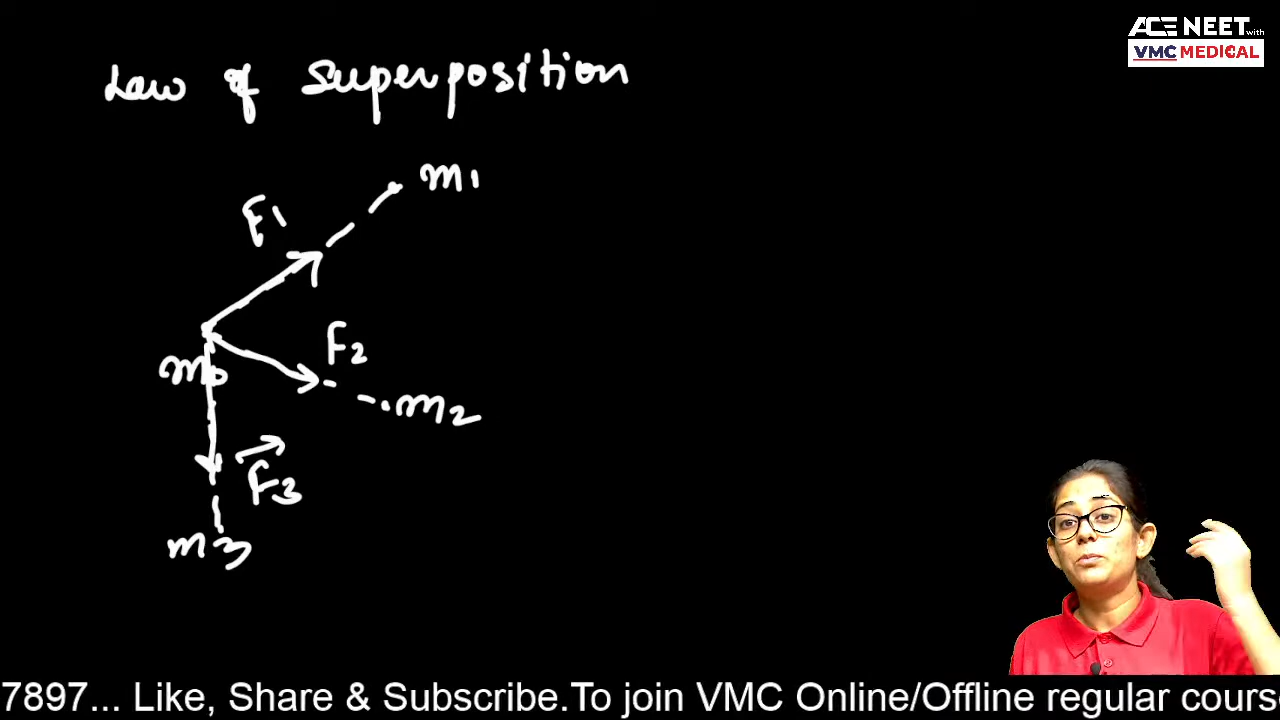 ACE NEET with
VMC MEDICAL
Law of superposition
m1
F1
F2
m0
m2
F3
m3
7897... Like, Share & Subscribe.To join VMC Online/Offline regular cours